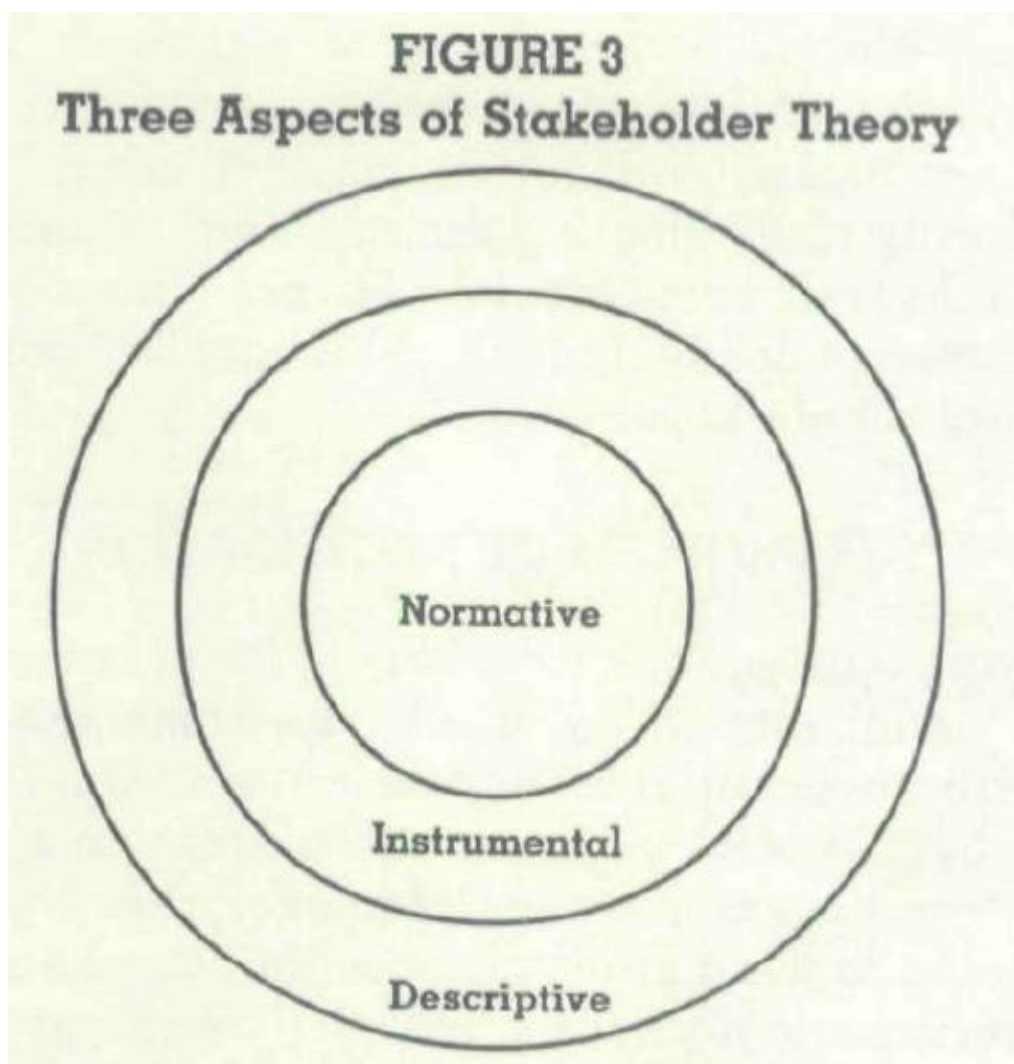 FIGURE 3
Three Aspects of Stakeholder Theory
Normative
Instrumental
Descriptive